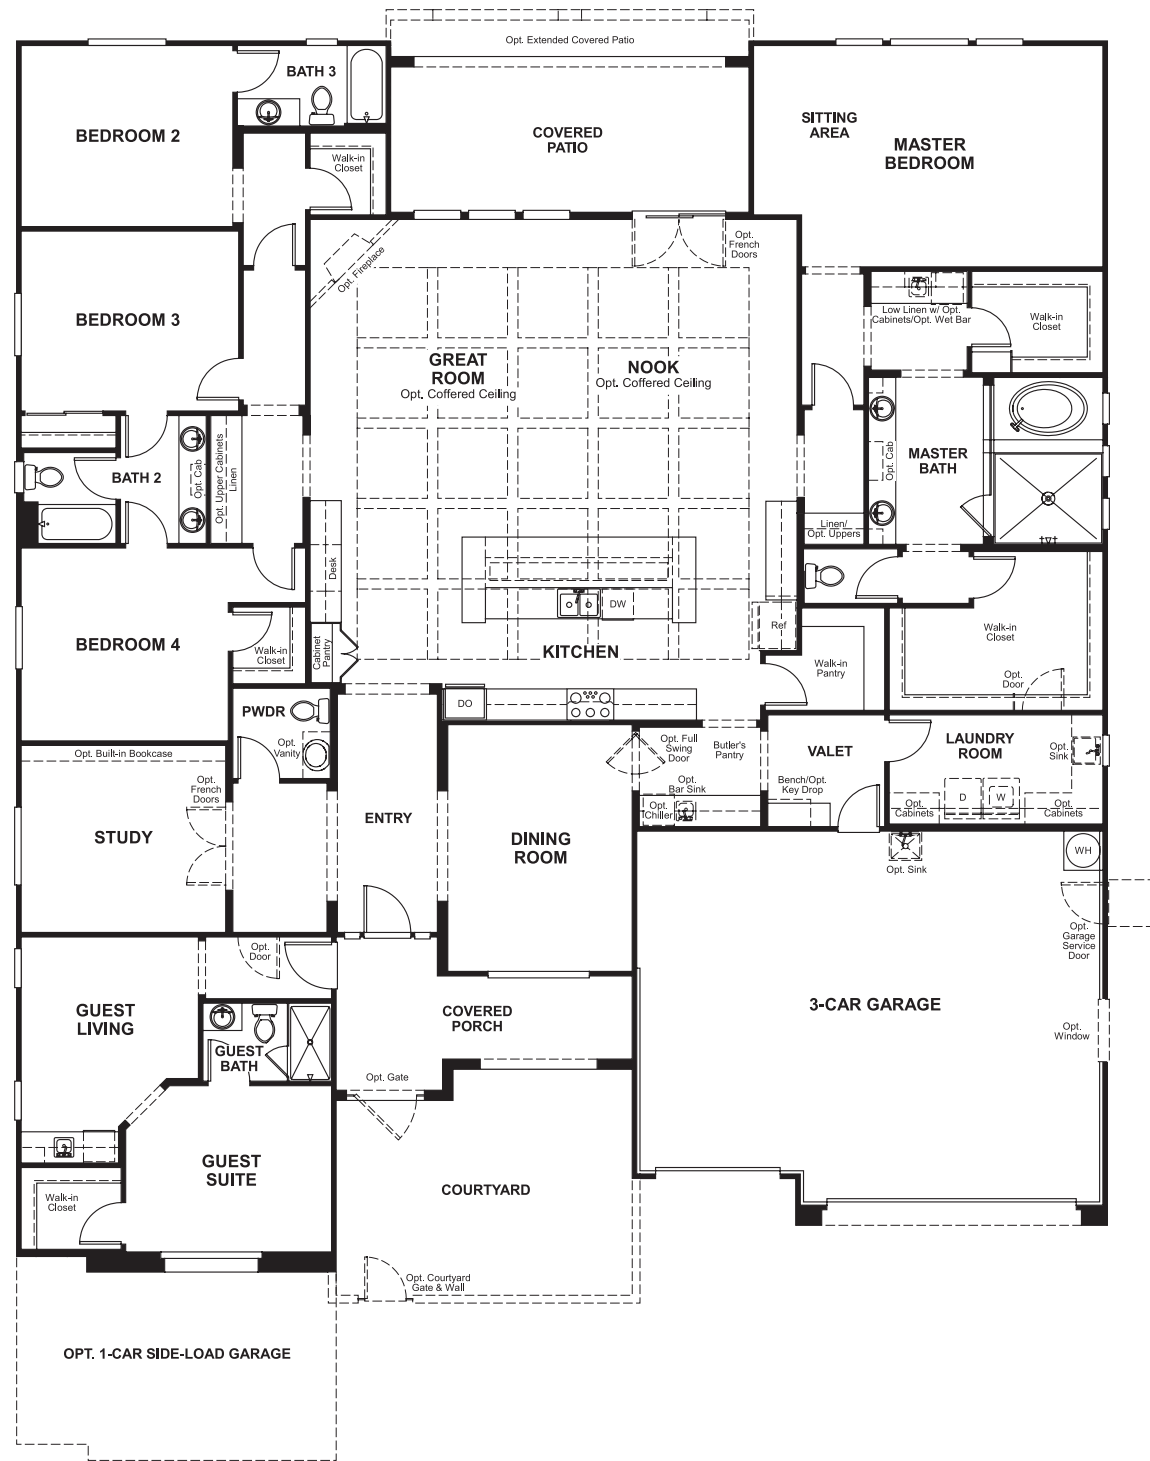 Opt. Extended Covered Patio
BATH 3
BEDROOM 2
Walk-in
Closet
COVERED
PATIO
SITTING
AREA
MASTER
BEDROOM
Opt. Fireplace
Opt.
French
Doors
BEDROOM 3
GREAT
ROOM
Opt. Coffered Ceiling
NOOK
Opt. Coffered Ceiling
Low Linen w/ Opt.
Cabinets/Opt. Wet Bar
Walk-in
Closet
BATH 2
Opt. Cab
Opt. Upper Cabinets
Linen
Opt. Cab
MASTER
BATH
Linen/
Opt. Uppers
Desk
DW
Ref
BEDROOM 4
Walk-in
Closet
Cabinet
Pantry
KITCHEN
Walk-in
Pantry
Walk-in
Closet
Opt.
Door
PWDR
Opt.
Vanity
DO
Opt. Built-in Bookcase
Opt.
French
Doors
STUDY
ENTRY
DINING
ROOM
Opt. Full
Swing
Door
Butler's
Pantry
Opt.
Bar Sink
Opt.
Chiller
VALET
Bench/Opt.
Key Drop
LAUNDRY
ROOM
Opt.
Sink
D
W
Opt.
Cabinets
Opt.
Cabinets
Opt. Sink
WH
Opt.
Garage
Service
Door
Opt.
Door
GUEST
LIVING
GUEST
BATH
COVERED
PORCH
3-CAR GARAGE
Opt.
Window
Opt. Gate
GUEST
SUITE
Walk-in
Closet
COURTYARD
Opt. Courtyard
Gate & Wall
OPT. 1-CAR SIDE-LOAD GARAGE